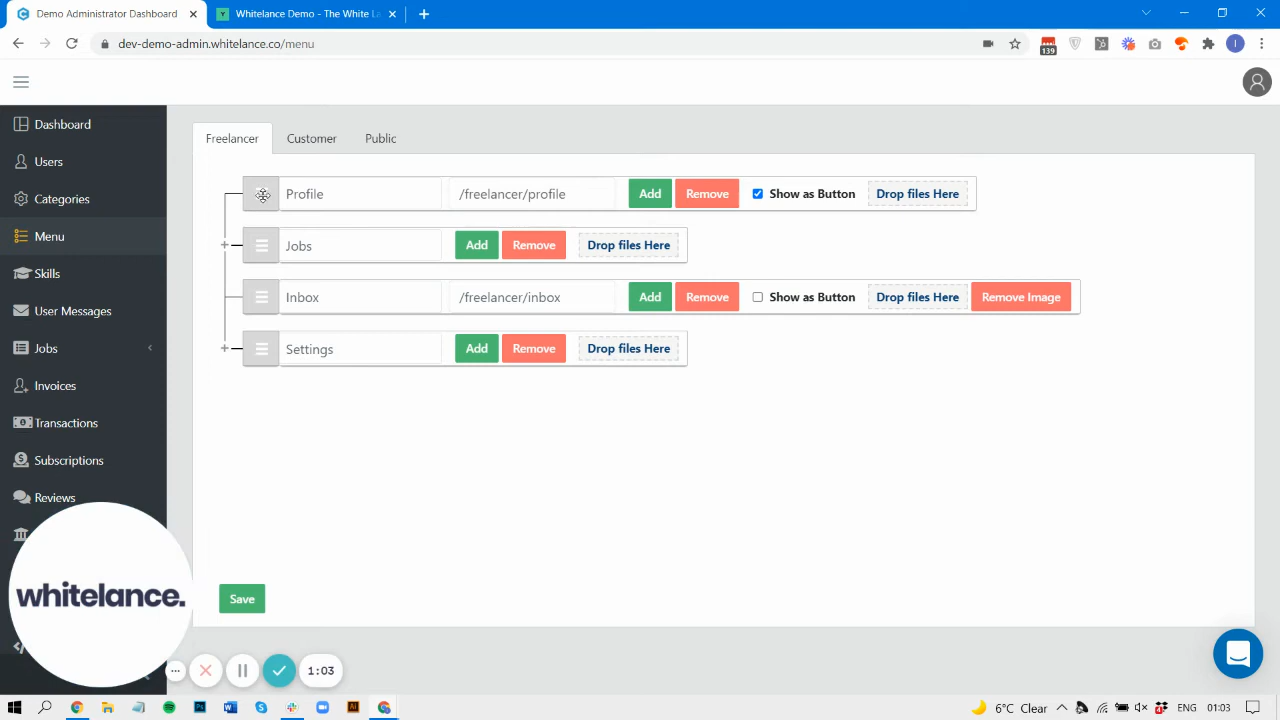 Demo Administrator Dashboard
Whitelance Demo - The White La
dev-demo-admin.whitelance.co/menu
139
I
Dashboard
Users
Categories
Menu
Skills
User Messages
Jobs
Invoices
Transactions
Subscriptions
Reviews
Freelancer Customer Public
Profile /freelancer/profile Add Remove Show as Button Drop files Here
Jobs Add Remove Drop files Here
Inbox /freelancer/inbox Add Remove Show as Button Drop files Here Remove Image
Settings Add Remove Drop files Here
Save
whitelance.
1:03
6°C Clear ENG 01:03